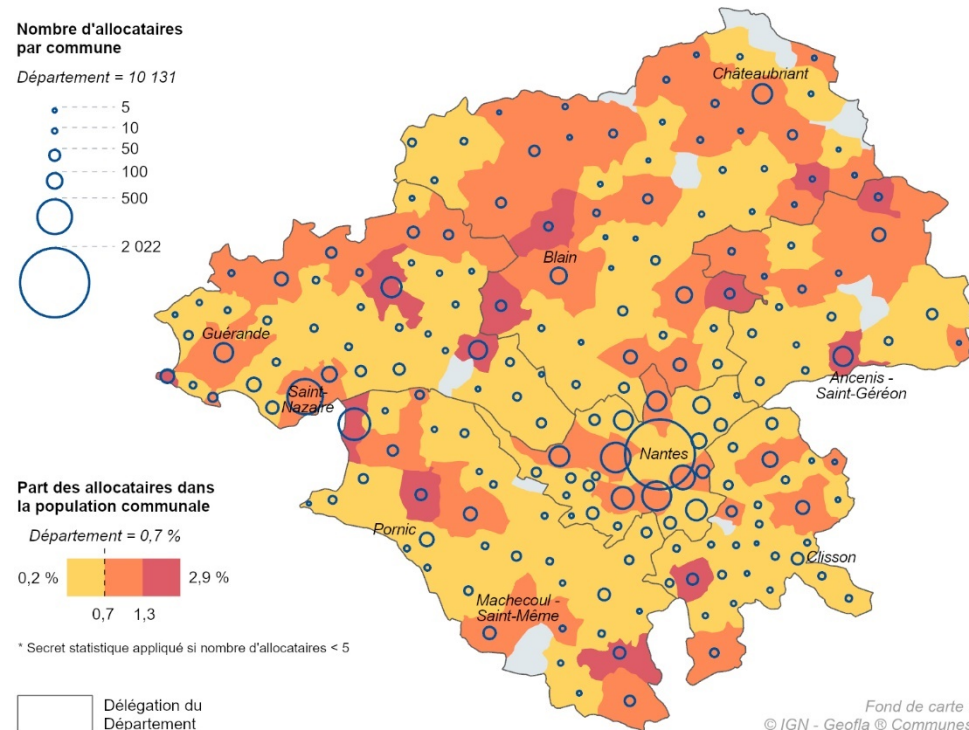 Nombre d'allocataires
par commune
Département = 10 131
5
10
50
100
500
2 022
Châteaubriant
Blain
Guérande
Saint-
Nazaire
Ancenis -
Saint-Géréon
Nantes
Part des allocataires dans
la population communale
Département = 0,7 %
0,2 %
2,9 %
0,7
1,3
Pornic
Clisson
Machecoul -
Saint-Même
* Secret statistique appliqué si nombre d'allocataires < 5
Délégation du
Département
Fond de carte
© IGN - Geofla ® Communes